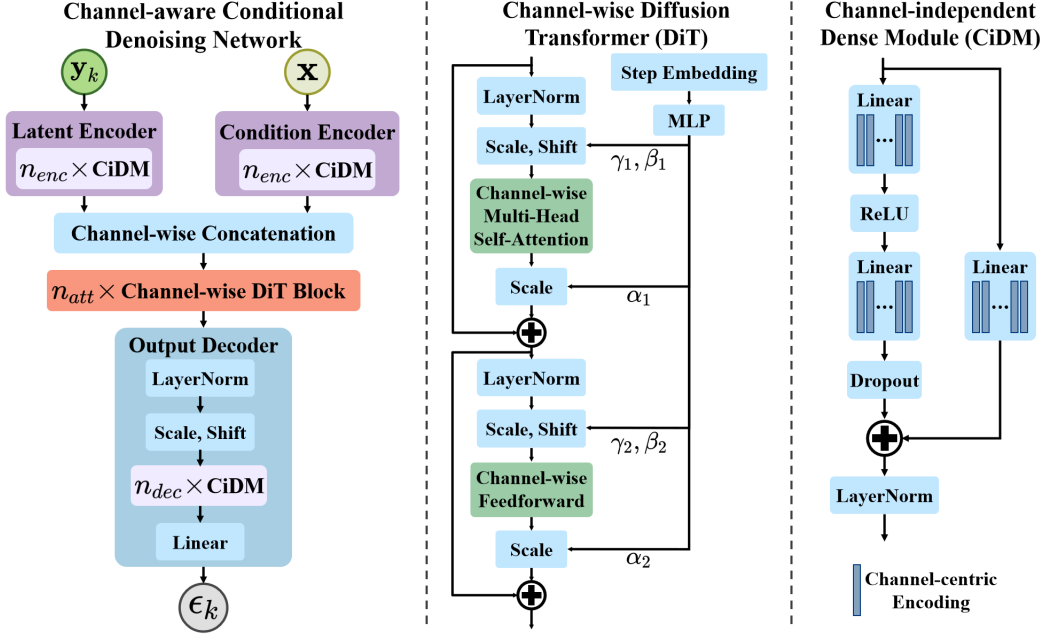 Channel-aware Conditional
Denoising Network
y_k
x
Latent Encoder
n_enc × CiDM
Condition Encoder
n_enc × CiDM
Channel-wise Concatenation
n_att × Channel-wise DiT Block
Output Decoder
LayerNorm
Scale, Shift
n_dec × CiDM
Linear
ϵ_k
Channel-wise Diffusion
Transformer (DiT)
Step Embedding
MLP
LayerNorm
Scale, Shift
γ_1, β_1
Channel-wise
Multi-Head
Self-Attention
Scale
α_1
LayerNorm
Scale, Shift
γ_2, β_2
Channel-wise
Feedforward
Scale
α_2
Channel-independent
Dense Module (CiDM)
Linear
...
ReLU
Linear
...
Linear
...
Dropout
LayerNorm
Channel-centric
Encoding